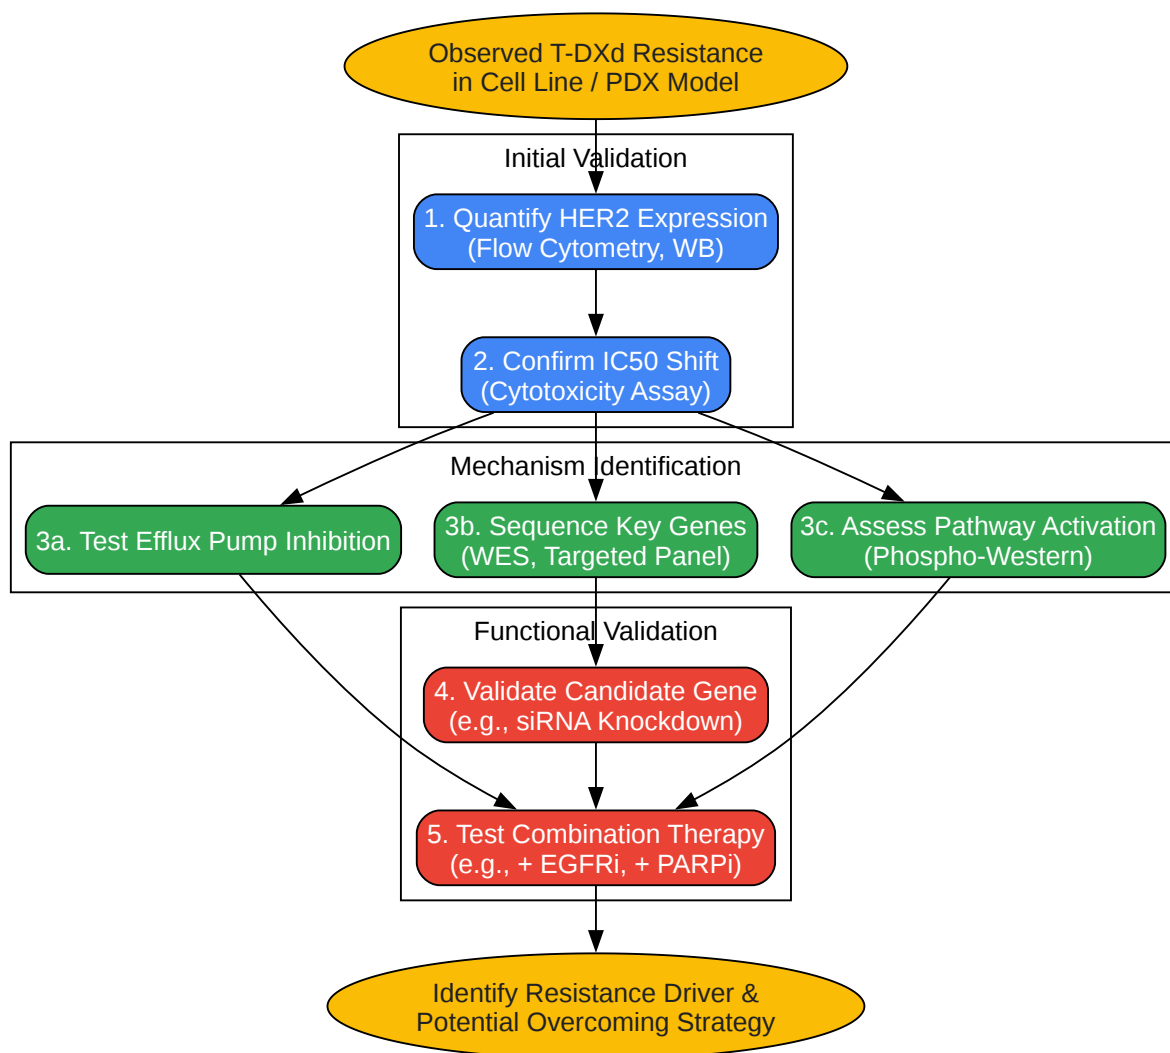 Observed T-DXd Resistance
in Cell Line / PDX Model
Initial Validation
1. Quantify HER2 Expression
(Flow Cytometry, WB)
2. Confirm IC50 Shift
(Cytotoxicity Assay)
Mechanism Identification
3a. Test Efflux Pump Inhibition
3b. Sequence Key Genes
(WES, Targeted Panel)
3c. Assess Pathway Activation
(Phospho-Western)
Functional Validation
4. Validate Candidate Gene
(e.g., siRNA Knockdown)
5. Test Combination Therapy
(e.g., + EGFRi, + PARPi)
Identify Resistance Driver &
Potential Overcoming Strategy